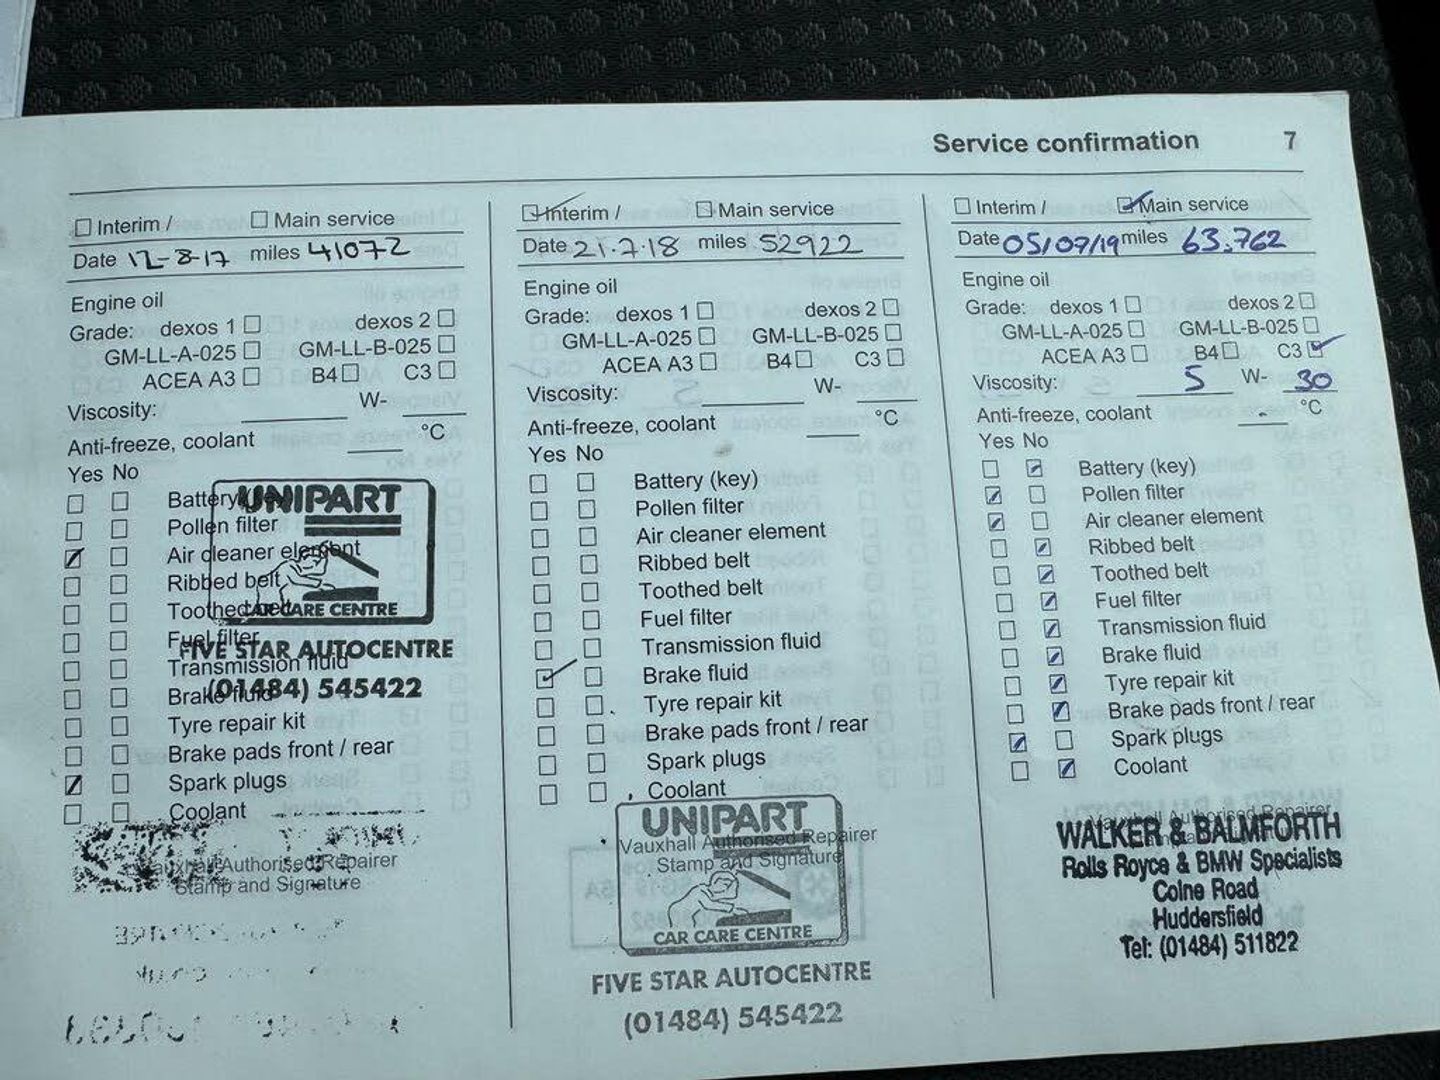 Service confirmation 7
Interim / Main service
Date 12-8-17 miles 41072
Engine oil
Grade: dexos 1 dexos 2
GM-LL-A-025 GM-LL-B-025
ACEA A3 B4 C3
Viscosity: W-
Anti-freeze, coolant °C
Yes No
Battery (key)
Pollen filter
Air cleaner element
Ribbed belt
Toothed belt
Fuel filter
Transmission fluid
Brake fluid
Tyre repair kit
Brake pads front / rear
Spark plugs
Coolant
UNIPART
CAR CARE CENTRE
FIVE STAR AUTOCENTRE
(01484) 545422
Vauxhall Authorised Repairer
Stamp and Signature
Interim / Main service
Date 21.7.18 miles 52922
Engine oil
Grade: dexos 1 dexos 2
GM-LL-A-025 GM-LL-B-025
ACEA A3 B4 C3
Viscosity: W-
Anti-freeze, coolant °C
Yes No
Battery (key)
Pollen filter
Air cleaner element
Ribbed belt
Toothed belt
Fuel filter
Transmission fluid
Brake fluid
Tyre repair kit
Brake pads front / rear
Spark plugs
Coolant
UNIPART
Vauxhall Authorised Repairer
Stamp and Signature
CAR CARE CENTRE
FIVE STAR AUTOCENTRE
(01484) 545422
Interim / Main service
Date 05/07/19 miles 63.762
Engine oil
Grade: dexos 1 dexos 2
GM-LL-A-025 GM-LL-B-025
ACEA A3 B4 C3
Viscosity: 5 W- 30
Anti-freeze, coolant °C
Yes No
Battery (key)
Pollen filter
Air cleaner element
Ribbed belt
Toothed belt
Fuel filter
Transmission fluid
Brake fluid
Tyre repair kit
Brake pads front / rear
Spark plugs
Coolant
Vauxhall Authorised Repairer
WALKER & BALMFORTH
Rolls Royce & BMW Specialists
Colne Road
Huddersfield
Tel: (01484) 511822